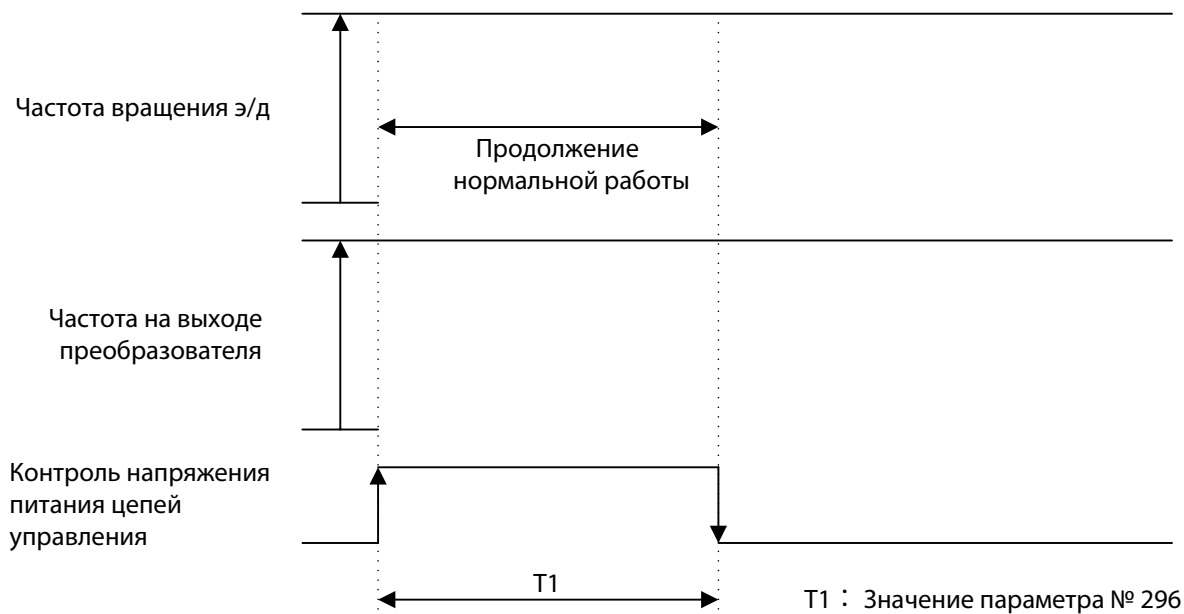 Частота вращения э/д
Продолжение
нормальной работы
Частота на выходе
преобразователя
Контроль напряжения
питания цепей
управления
T1
T1 : Значение параметра № 296